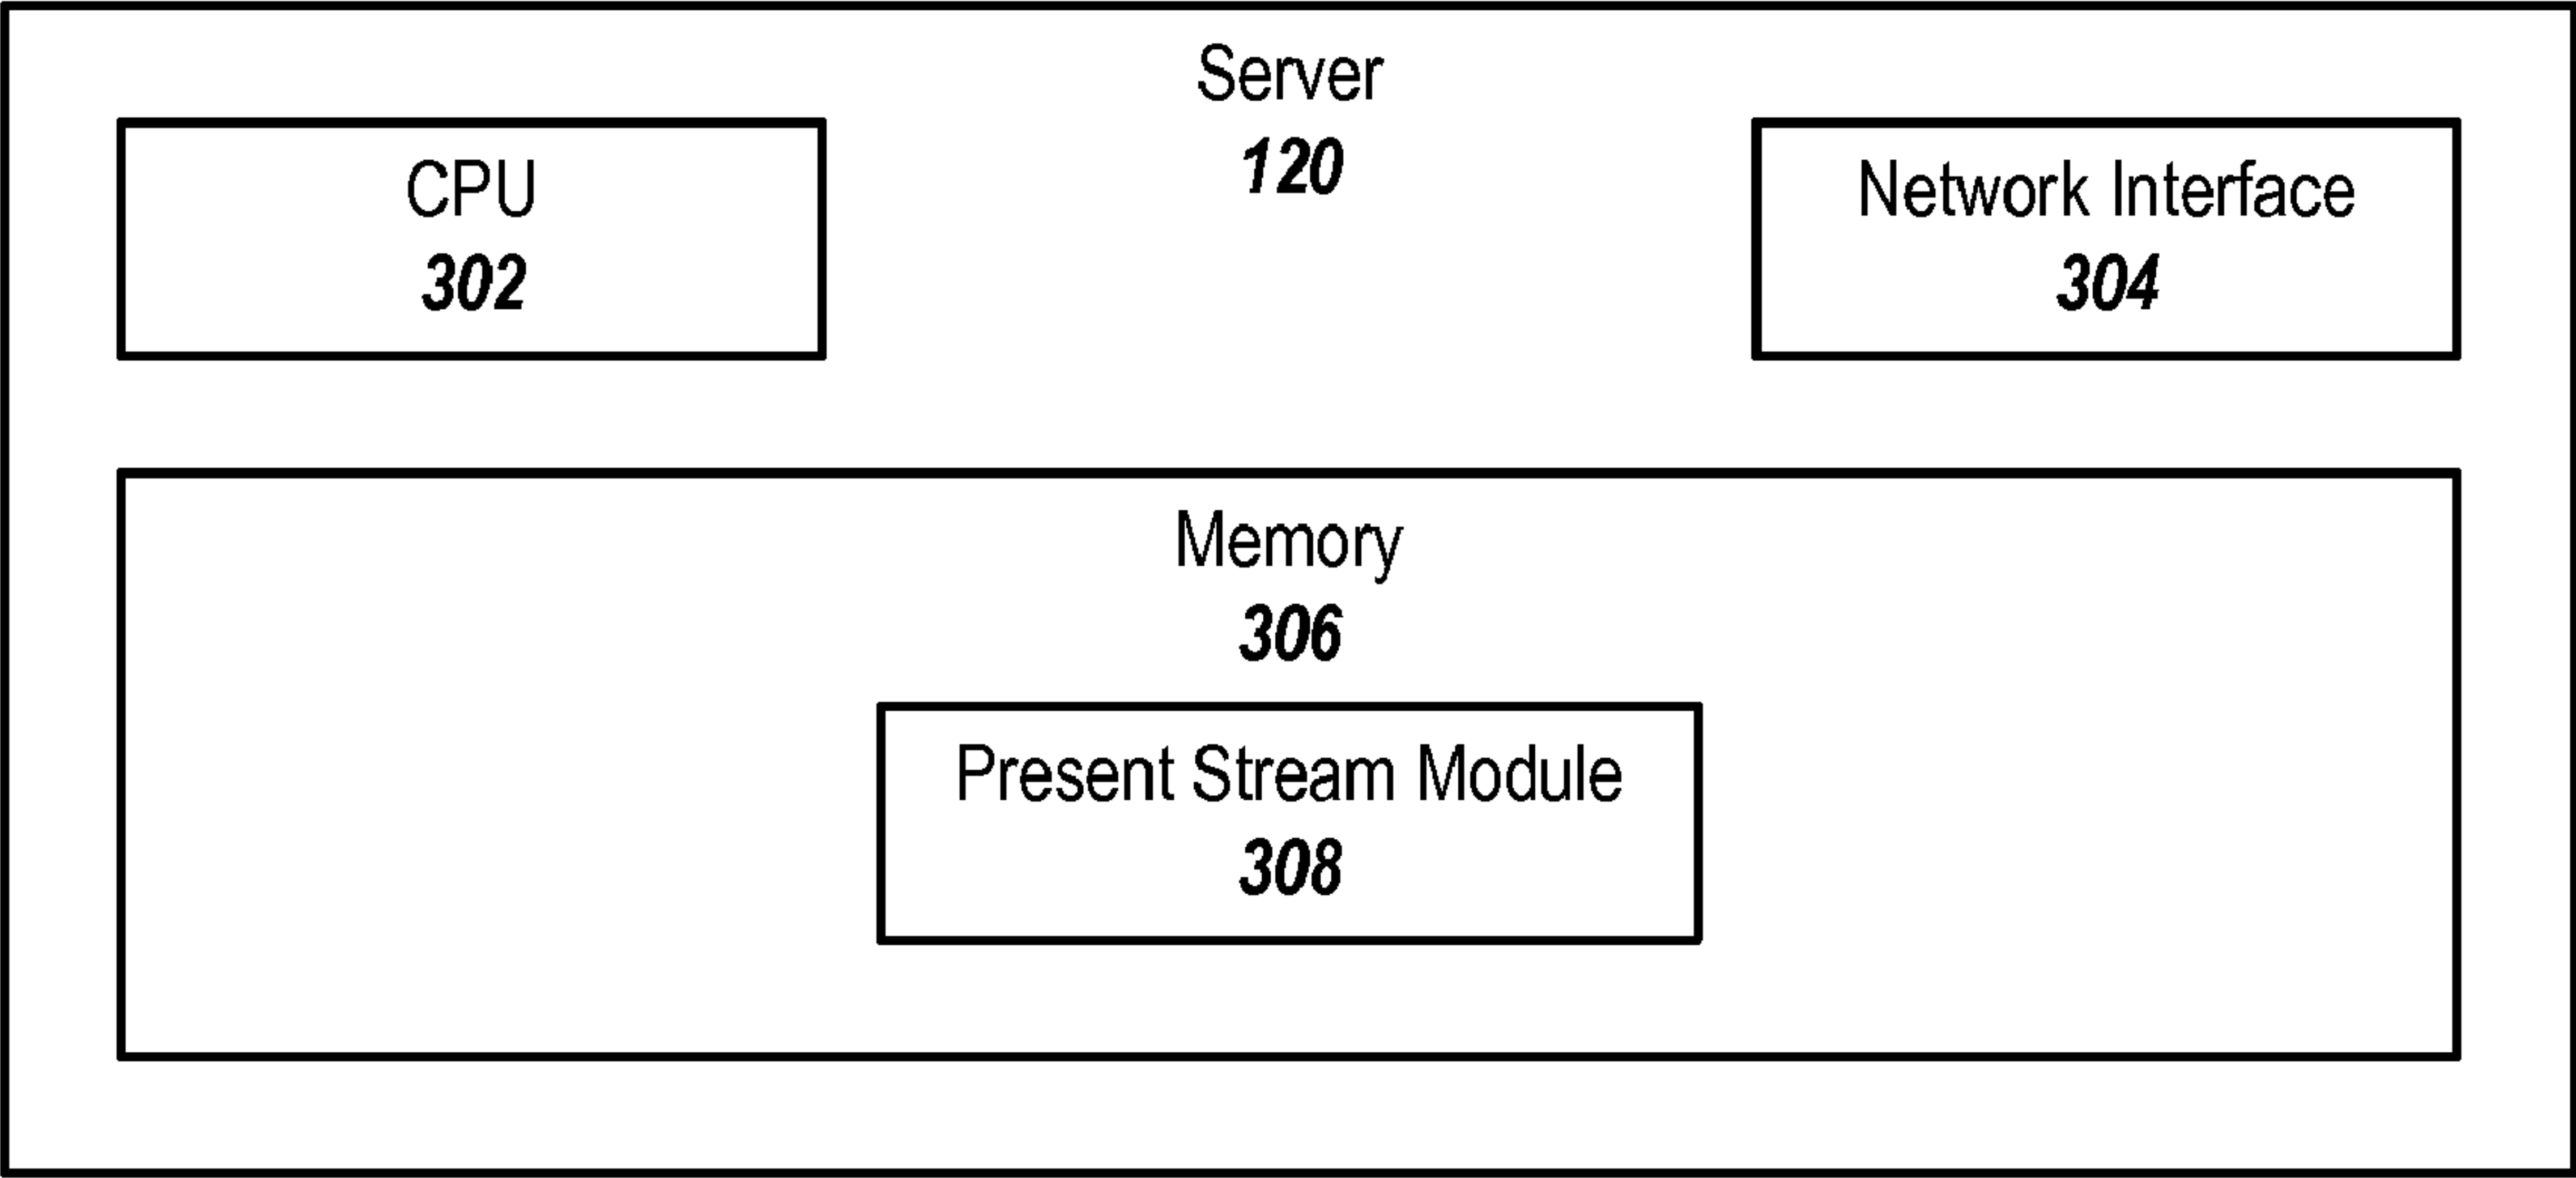 Server
120
CPU
302
Network Interface
304
Memory
306
Present Stream Module
308